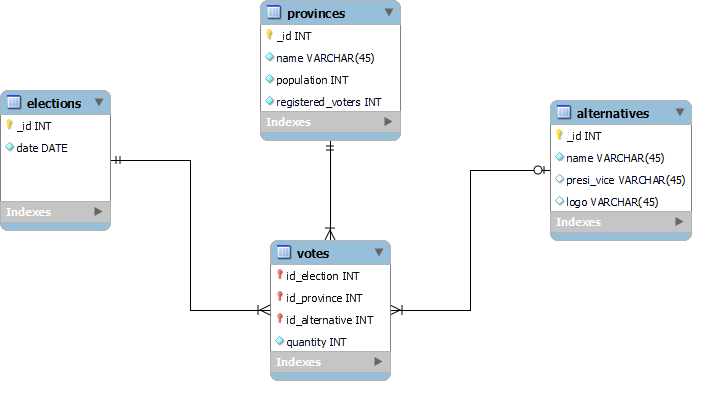 provinces
_id INT
name VARCHAR(45)
population INT
registered_voters INT
Indexes
elections
_id INT
date DATE
Indexes
alternatives
_id INT
name VARCHAR(45)
presi_vice VARCHAR(45)
logo VARCHAR(45)
Indexes
votes
id_election INT
id_province INT
id_alternative INT
quantity INT
Indexes